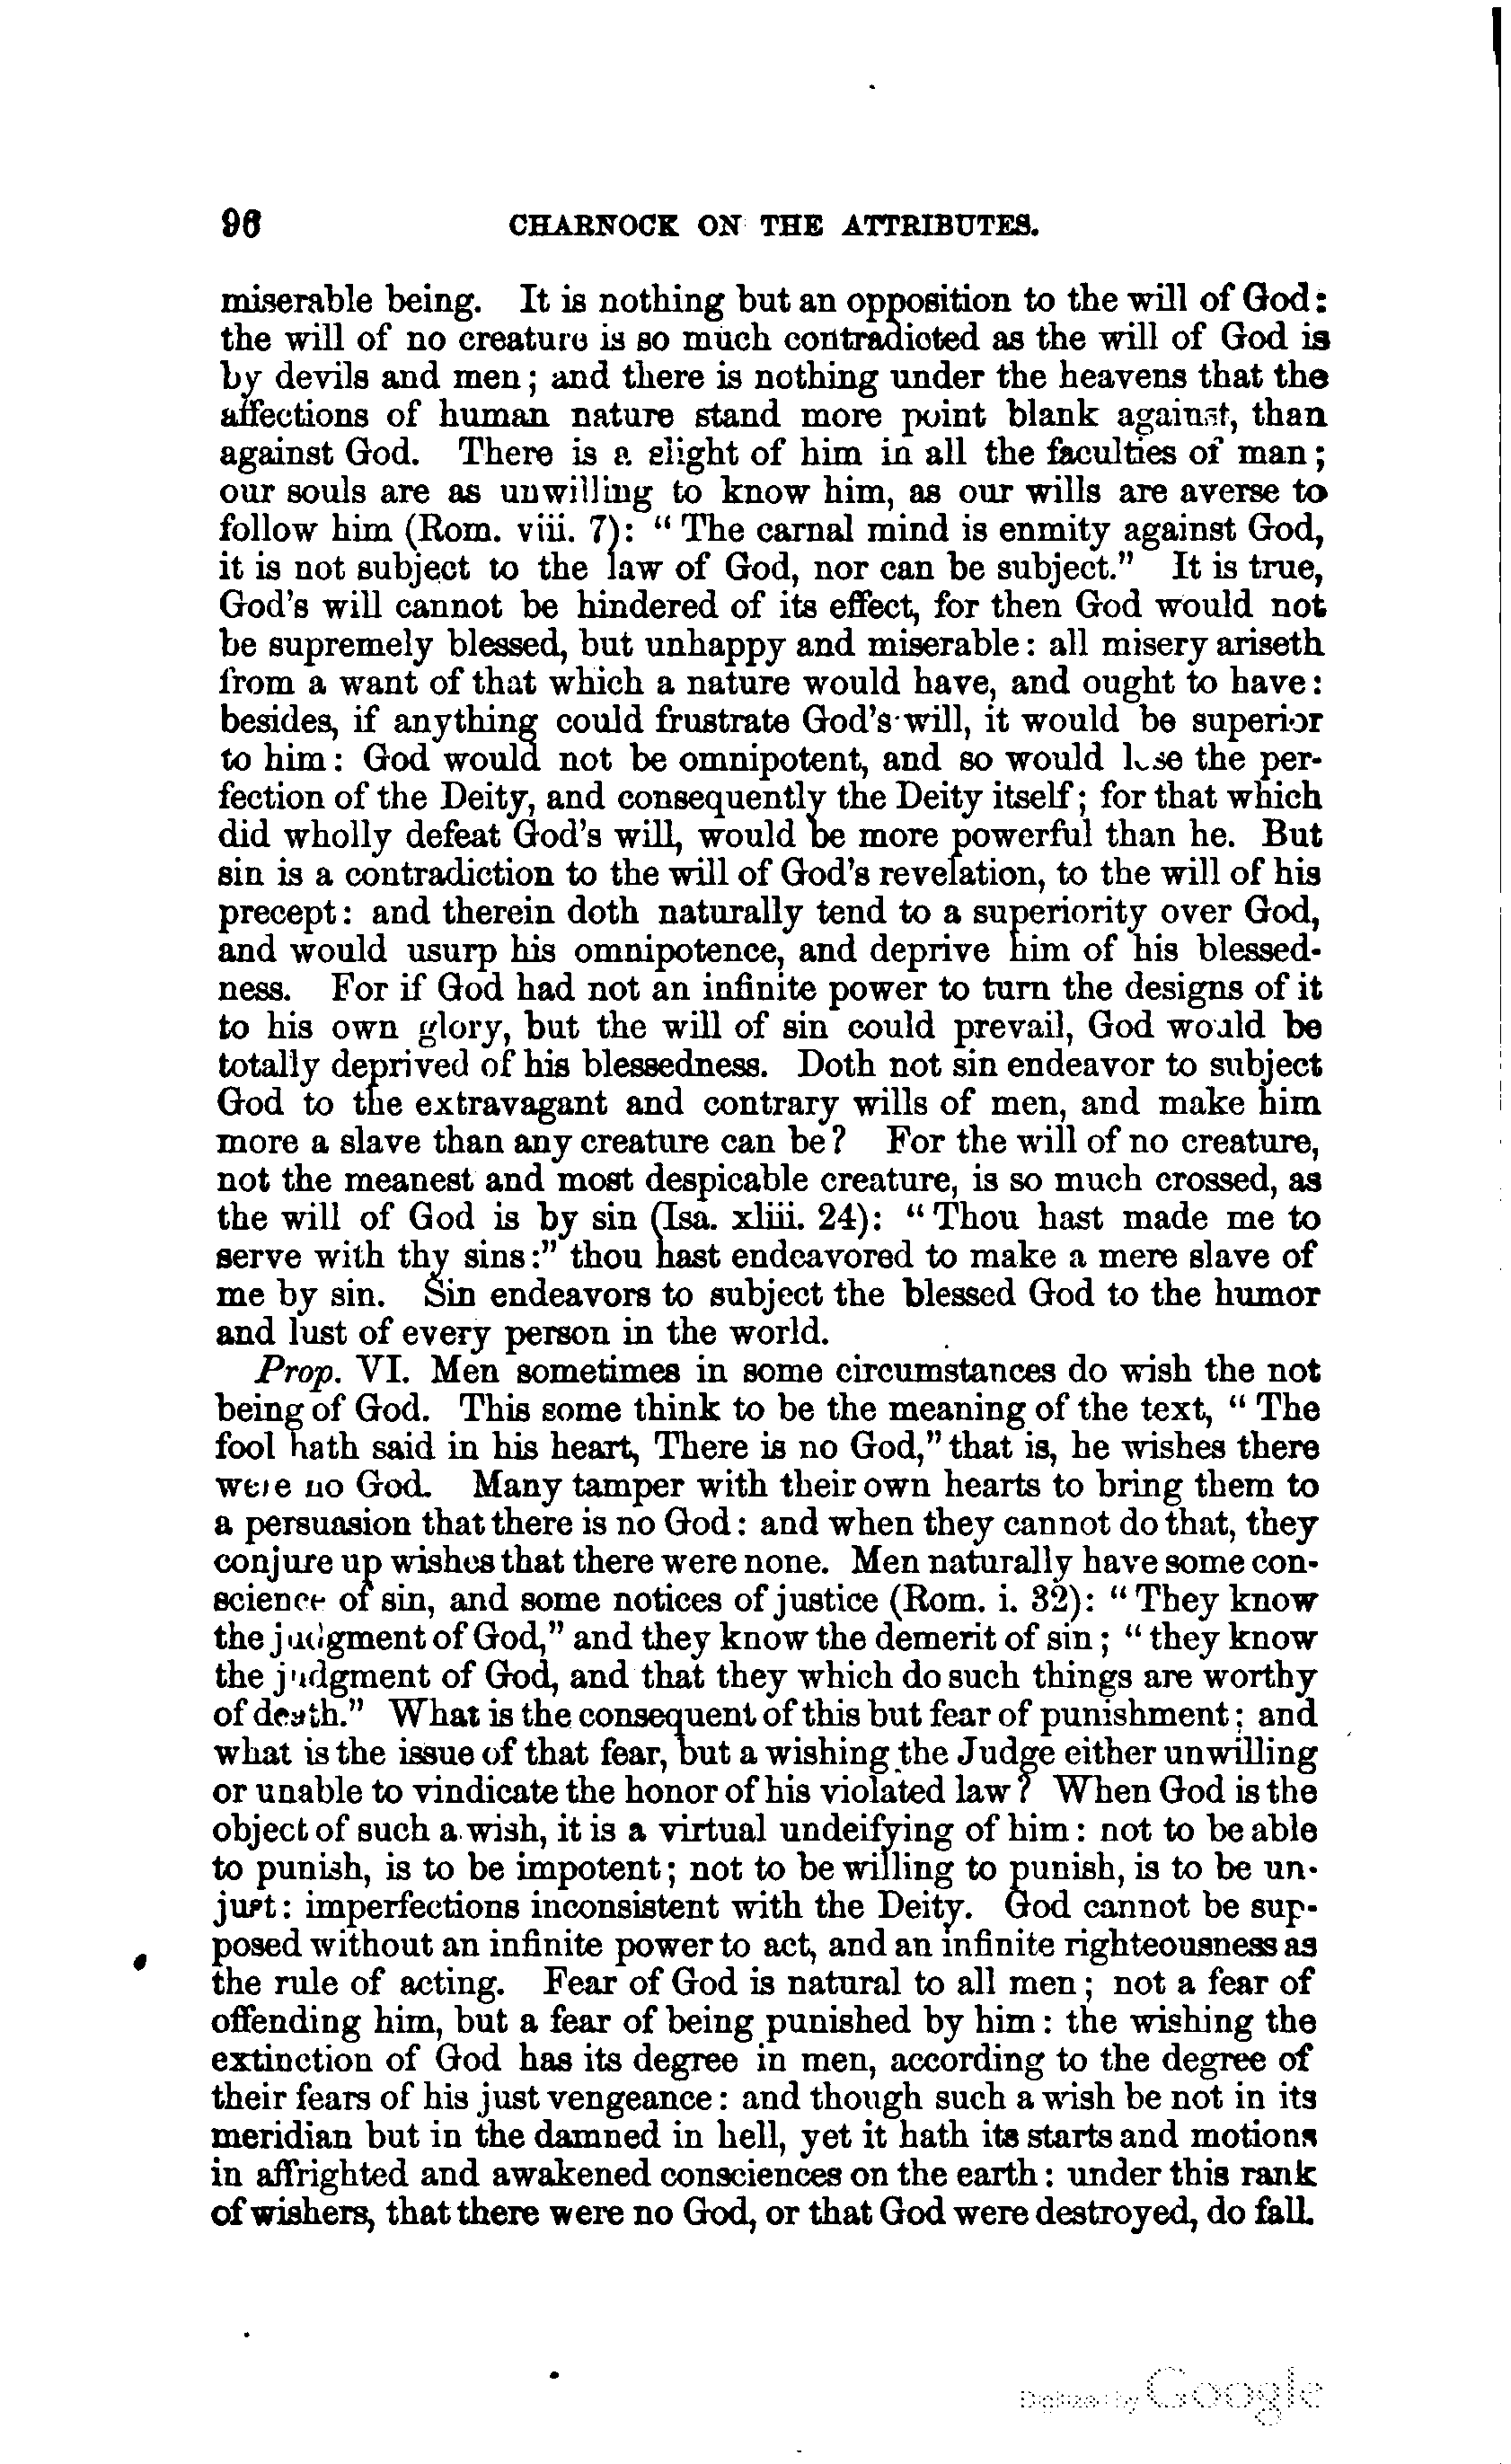 96 CHARNOCK ON THE ATTRIBUTES.
miserable being. It is nothing but an opposition to the will of God:
the will of no creature is so much contradicted as the will of God is
by devils and men; and there is nothing under the heavens that the
affections of human nature stand more point blank against, than
against God. There is a slight of him in all the faculties of man;
our souls are as unwilling to know him, as our wills are averse to
follow him (Rom. viii. 7): “ The carnal mind is enmity against God,
it is not subject to the law of God, nor can be subject.” It is true,
God's will cannot be hindered of its effect, for then God would not
be supremely blessed, but unhappy and miserable: all misery ariseth
from a want of that which a nature would have, and ought to have:
besides, if anything could frustrate God's will, it would be superior
to him: God would not be omnipotent, and so would lose the per-
fection of the Deity, and consequently the Deity itself; for that which
did wholly defeat God's will, would be more powerful than he. But
sin is a contradiction to the will of God's revelation, to the will of his
precept: and therein doth naturally tend to a superiority over God,
and would usurp his omnipotence, and deprive him of his blessed-
ness. For if God had not an infinite power to turn the designs of it
to his own glory, but the will of sin could prevail, God would be
totally deprived of his blessedness. Doth not sin endeavor to subject
God to the extravagant and contrary wills of men, and make him
more a slave than any creature can be? For the will of no creature,
not the meanest and most despicable creature, is so much crossed, as
the will of God is by sin (Isa. xliii. 24): “ Thou hast made me to
serve with thy sins:” thou hast endeavored to make a mere slave of
me by sin. Sin endeavors to subject the blessed God to the humor
and lust of every person in the world.
Prop. VI. Men sometimes in some circumstances do wish the not
being of God. This some think to be the meaning of the text, “ The
fool hath said in his heart, There is no God,” that is, he wishes there
were no God. Many tamper with their own hearts to bring them to
a persuasion that there is no God: and when they cannot do that, they
conjure up wishes that there were none. Men naturally have some con-
science of sin, and some notices of justice (Rom. i. 32): “ They know
the judgment of God,” and they know the demerit of sin; “ they know
the judgment of God, and that they which do such things are worthy
of death.” What is the consequent of this but fear of punishment; and
what is the issue of that fear, but a wishing the Judge either unwilling
or unable to vindicate the honor of his violated law? When God is the
object of such a wish, it is a virtual undeifying of him: not to be able
to punish, is to be impotent; not to be willing to punish, is to be un-
just: imperfections inconsistent with the Deity. God cannot be sup-
posed without an infinite power to act, and an infinite righteousness as
the rule of acting. Fear of God is natural to all men; not a fear of
offending him, but a fear of being punished by him: the wishing the
extinction of God has its degree in men, according to the degree of
their fears of his just vengeance: and though such a wish be not in its
meridian but in the damned in hell, yet it hath its starts and motions
in affrighted and awakened consciences on the earth: under this rank
of wishers, that there were no God, or that God were destroyed, do fall.
Digitized by Google